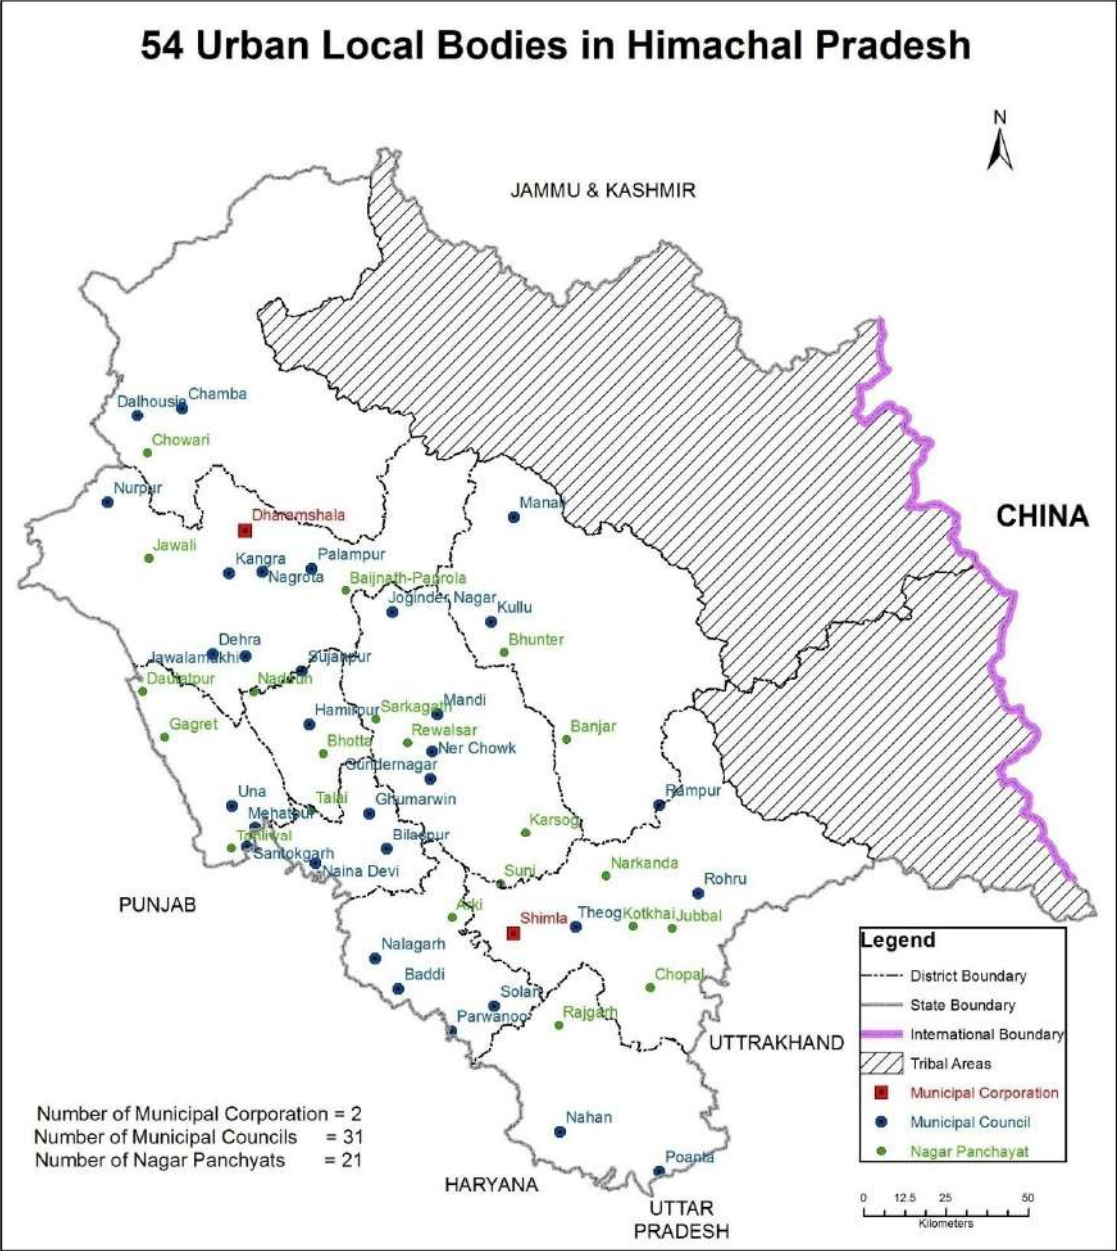 54 Urban Local Bodies in Himachal Pradesh
N
JAMMU & KASHMIR
Chamba
Dalhousie
Chowari
Nurpur
Manali
CHINA
Dharamshala
Jawali
Palampur
Kangra
Nagrota
Baijnath-Paprola
Joginder Nagar
Kullu
Bhunter
Dehra
Jawalamukhi
Sujanpur
Daulatpur
Nadaun
Mandi
Sarkagath
Hamirpur
Gagret
Rewalsar
Banjar
Bhotta
Ner Chowk
Sundernagar
Una
Talai
Ghumarwin
Rampur
Mehatpur
Karsog
Tahliwal
Bilaspur
Santokgarh
Naina Devi
Suni
Narkanda
Rohru
PUNJAB
Arki
Shimla
Theog
Kotkhai
Jubbal
Nalagarh
Baddi
Chopal
Solan
Rajgarh
Parwanoo
UTTRAKHAND
Legend
District Boundary
State Boundary
International Boundary
Tribal Areas
Municipal Corporation
Municipal Council
Nagar Panchayat
Number of Municipal Corporation = 2
Number of Municipal Councils = 31
Number of Nagar Panchyats = 21
Nahan
Poanta
HARYANA
UTTAR
PRADESH
0 12.5 25 50
Kilometers